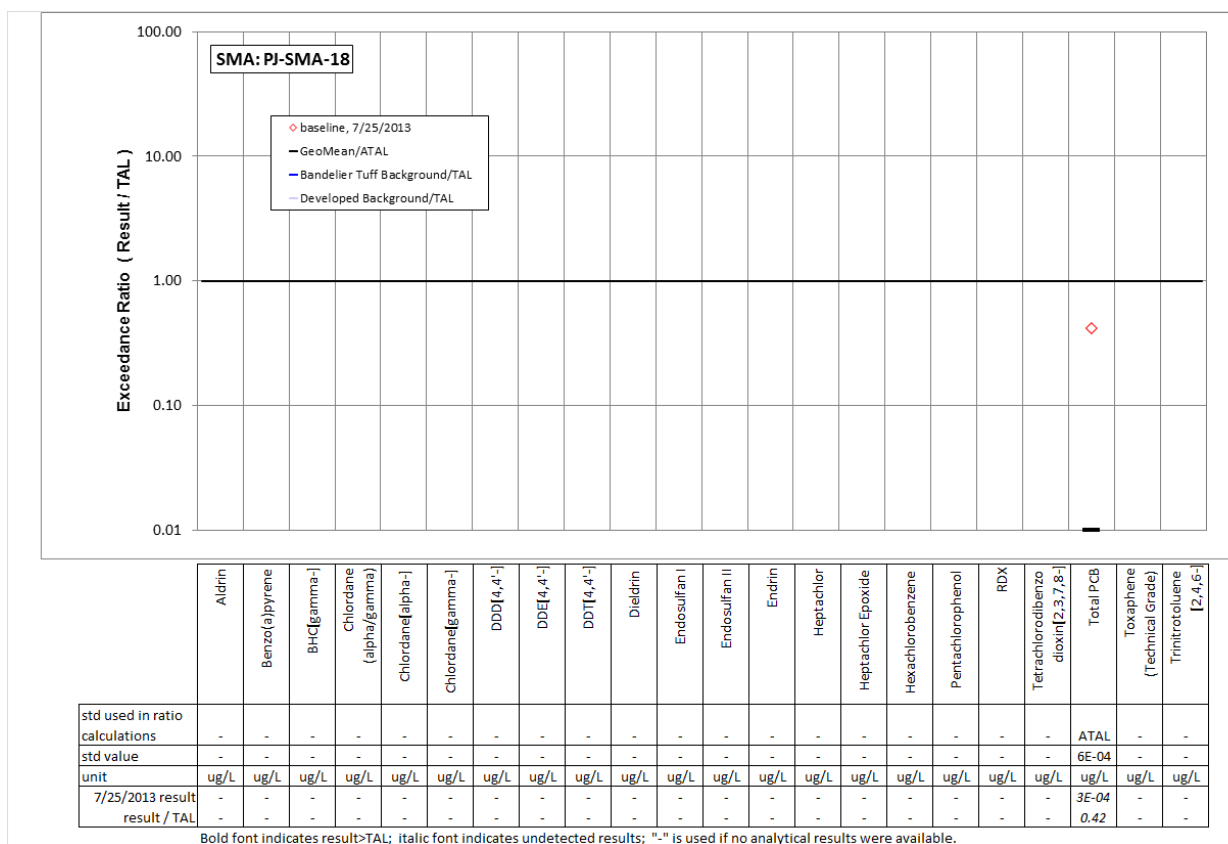 100.00
SMA: PJ-SMA-18
baseline, 7/25/2013
GeoMean/ATAL
Bandelier Tuff Background/TAL
Developed Background/TAL
10.00
1.00
0.10
0.01
Exceedance Ratio ( Result / TAL )
Aldrin
Benzo(a)pyrene
BHC[gamma-]
Chlordane
(alpha/gamma)
Chlordane[alpha-]
Chlordane[gamma-]
DDD[4,4'-]
DDE[4,4'-]
DDT[4,4'-]
Dieldrin
Endosulfan I
Endosulfan II
Endrin
Heptachlor
Heptachlor Epoxide
Hexachlorobenzene
Pentachlorophenol
RDX
Tetrachlorodibenzo
dioxin[2,3,7,8-]
Total PCB
Toxaphene
(Technical Grade)
Trinitrotoluene
[2,4,6-]
std used in ratio
calculations - - - - - - - - - - - - - - - - - - - ATAL - -
std value - - - - - - - - - - - - - - - - - - - 6E-04 - -
unit ug/L ug/L ug/L ug/L ug/L ug/L ug/L ug/L ug/L ug/L ug/L ug/L ug/L ug/L ug/L ug/L ug/L ug/L ug/L ug/L ug/L ug/L
7/25/2013 result - - - - - - - - - - - - - - - - - - - 3E-04 - -
result / TAL - - - - - - - - - - - - - - - - - - - 0.42 - -
Bold font indicates result>TAL; italic font indicates undetected results; "-" is used if no analytical results were available.